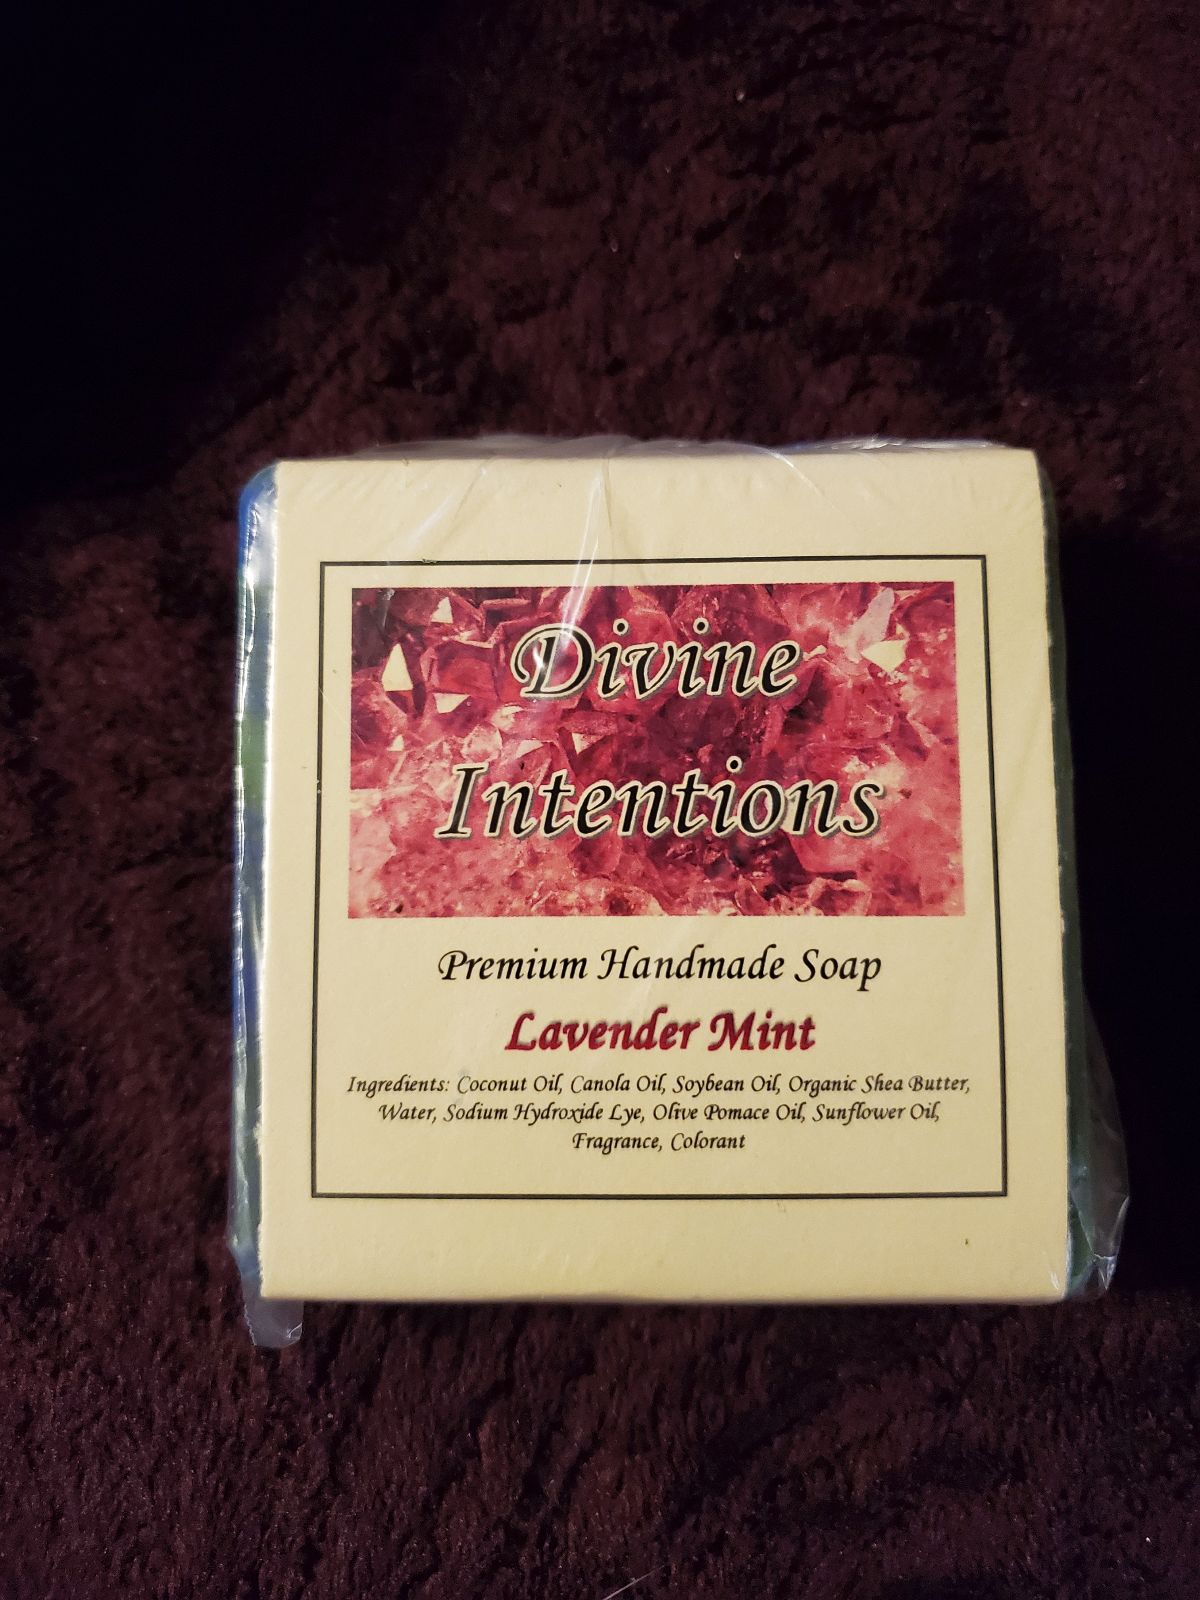 Divine
Intentions
Premium Handmade Soap
Lavender Mint
Ingredients: Coconut Oil, Canola Oil, Soybean Oil, Organic Shea Butter,
Water, Sodium Hydroxide Lye, Olive Pomace Oil, Sunflower Oil,
Fragrance, Colorant